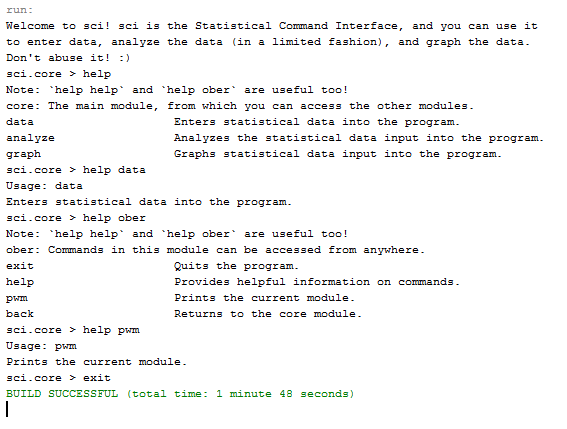 run:
Welcome to sci! sci is the Statistical Command Interface, and you can use it
to enter data, analyze the data (in a limited fashion), and graph the data.
Don't abuse it! :)
sci.core > help
Note: `help help` and `help ober` are useful too!
core: The main module, from which you can access the other modules.
data Enters statistical data into the program.
analyze Analyzes the statistical data input into the program.
graph Graphs statistical data input into the program.
sci.core > help data
Usage: data
Enters statistical data into the program.
sci.core > help ober
Note: `help help` and `help ober` are useful too!
ober: Commands in this module can be accessed from anywhere.
exit Quits the program.
help Provides helpful information on commands.
pwm Prints the current module.
back Returns to the core module.
sci.core > help pwm
Usage: pwm
Prints the current module.
sci.core > exit
BUILD SUCCESSFUL (total time: 1 minute 48 seconds)